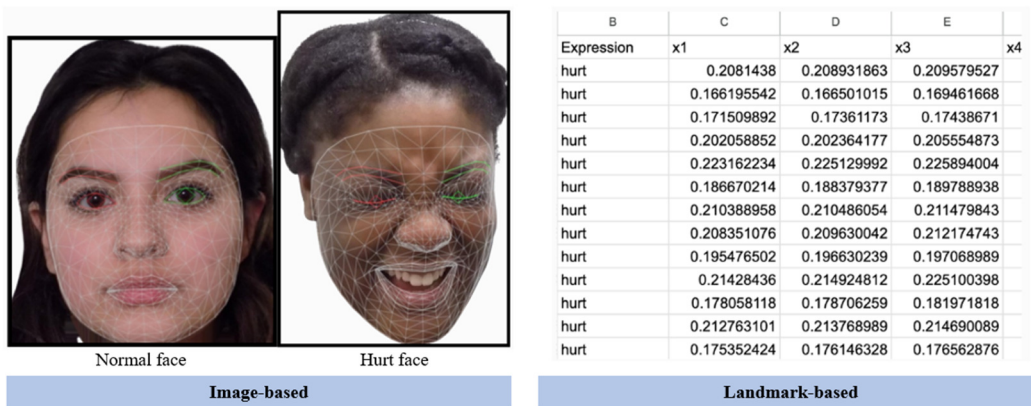 Normal face
Hurt face
Image-based
B C D E
Expression x1 x2 x3 x4
hurt 0.2081438 0.208931863 0.209579527
hurt 0.166195542 0.166501015 0.169461668
hurt 0.171509892 0.17361173 0.17438671
hurt 0.202058852 0.202364177 0.205554873
hurt 0.223162234 0.225129992 0.225894004
hurt 0.186670214 0.188379377 0.189788938
hurt 0.210388958 0.210486054 0.211479843
hurt 0.208351076 0.209630042 0.212174743
hurt 0.195476502 0.196630239 0.197068989
hurt 0.21428436 0.214924812 0.225100398
hurt 0.178058118 0.178706259 0.181971818
hurt 0.212763101 0.213768989 0.214690089
hurt 0.175352424 0.176146328 0.176562876
Landmark-based